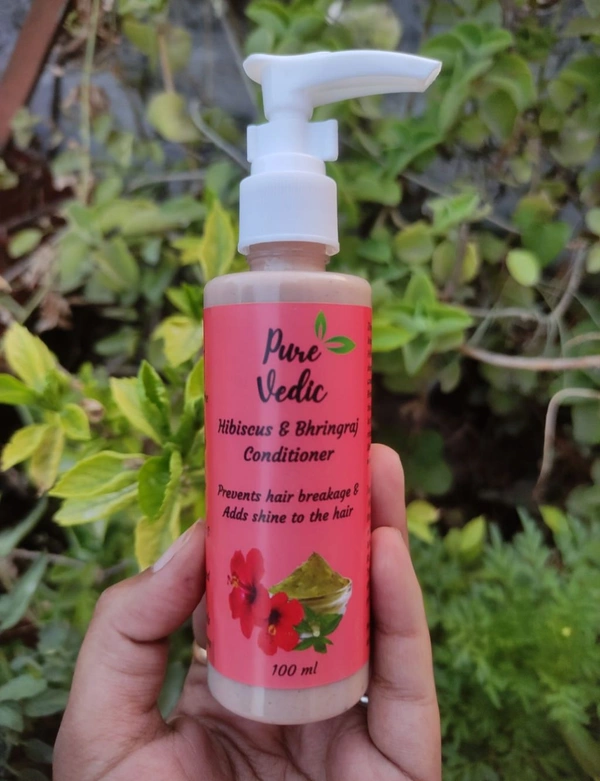 Pure
Vedic
Hibiscus & Bhringraj
Conditioner
Prevents hair breakage &
Adds shine to the hair
100 ml